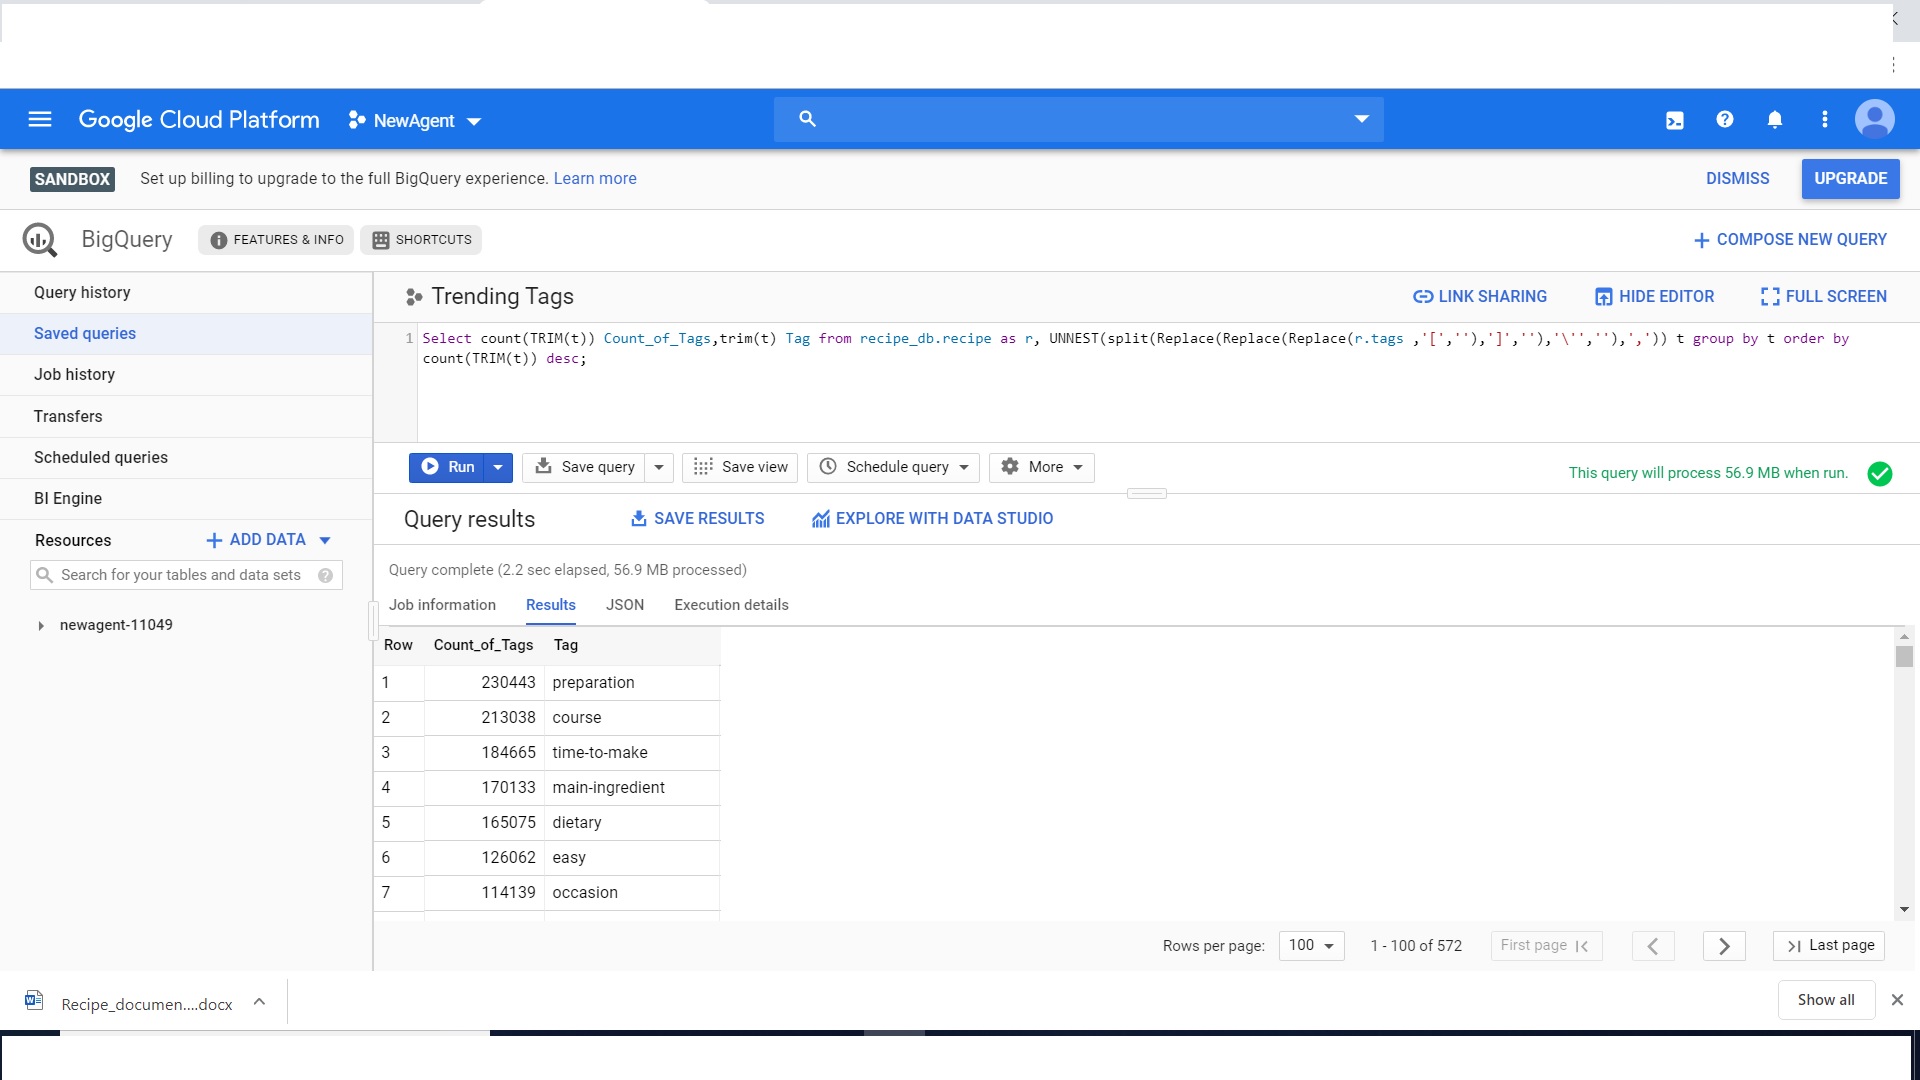 Google Cloud Platform NewAgent
SANDBOX Set up billing to upgrade to the full BigQuery experience. Learn more DISMISS UPGRADE
BigQuery FEATURES & INFO SHORTCUTS COMPOSE NEW QUERY
Query history
Saved queries
Job history
Transfers
Scheduled queries
BI Engine
Resources ADD DATA
Search for your tables and data sets
newagent-11049
Trending Tags LINK SHARING HIDE EDITOR FULL SCREEN
1 Select count(TRIM(t)) Count_of_Tags,trim(t) Tag from recipe_db.recipe as r, UNNEST(split(Replace(Replace(Replace(r.tags ,'[',''),']',''),'\'',''),',')) t group by t order by
count(TRIM(t)) desc;
Run Save query Save view Schedule query More This query will process 56.9 MB when run.
Query results SAVE RESULTS EXPLORE WITH DATA STUDIO
Query complete (2.2 sec elapsed, 56.9 MB processed)
Job information Results JSON Execution details
Row Count_of_Tags Tag
1 230443 preparation
2 213038 course
3 184665 time-to-make
4 170133 main-ingredient
5 165075 dietary
6 126062 easy
7 114139 occasion
Rows per page: 100 1 - 100 of 572 First page Last page
Recipe_documen....docx Show all